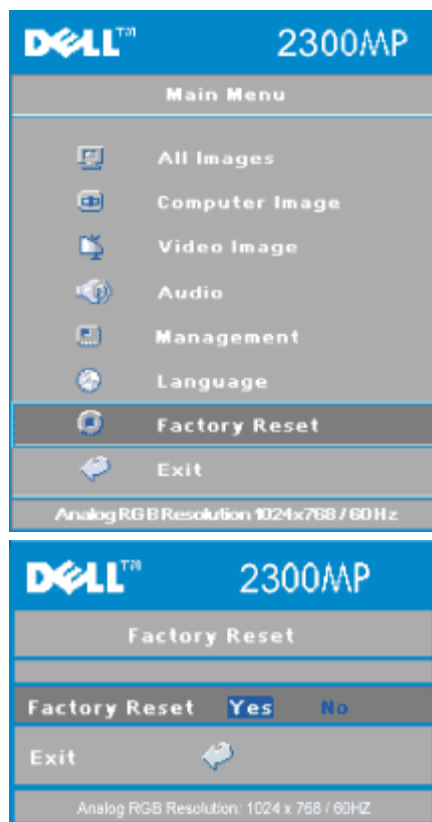 DELL™ 2300MP
Main Menu
All Images
Computer Image
Video Image
Audio
Management
Language
Factory Reset
Exit
Analog RGB Resolution 1024x768 / 60Hz
DELL™ 2300MP
Factory Reset
Factory Reset Yes No
Exit
Analog RGB Resolution: 1024 x 768 / 60HZ